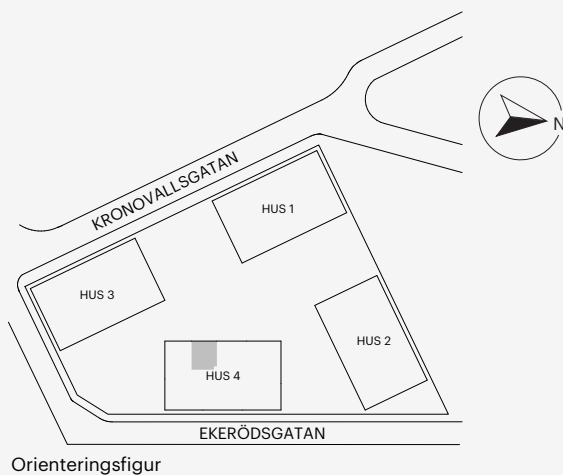 KRONOVALLSGATAN
N
HUS 1
HUS 3
HUS 2
HUS 4
EKERÖDSGATAN
Orienteringsfigur